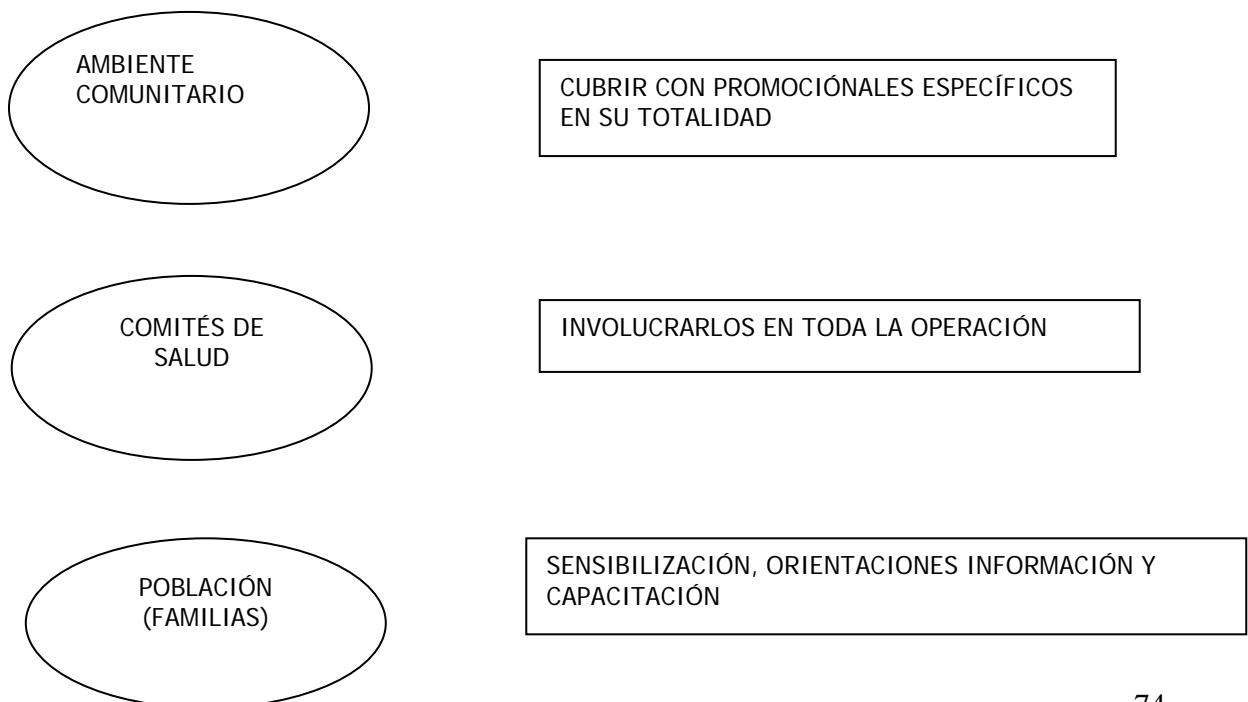 AMBIENTE
COMUNITARIO
CUBRIR CON PROMOCIÓNALES ESPECÍFICOS
EN SU TOTALIDAD
COMITÉS DE
SALUD
INVOLUCRARLOS EN TODA LA OPERACIÓN
POBLACIÓN
(FAMILIAS)
SENSIBILIZACIÓN, ORIENTACIONES INFORMACIÓN Y
CAPACITACIÓN
74